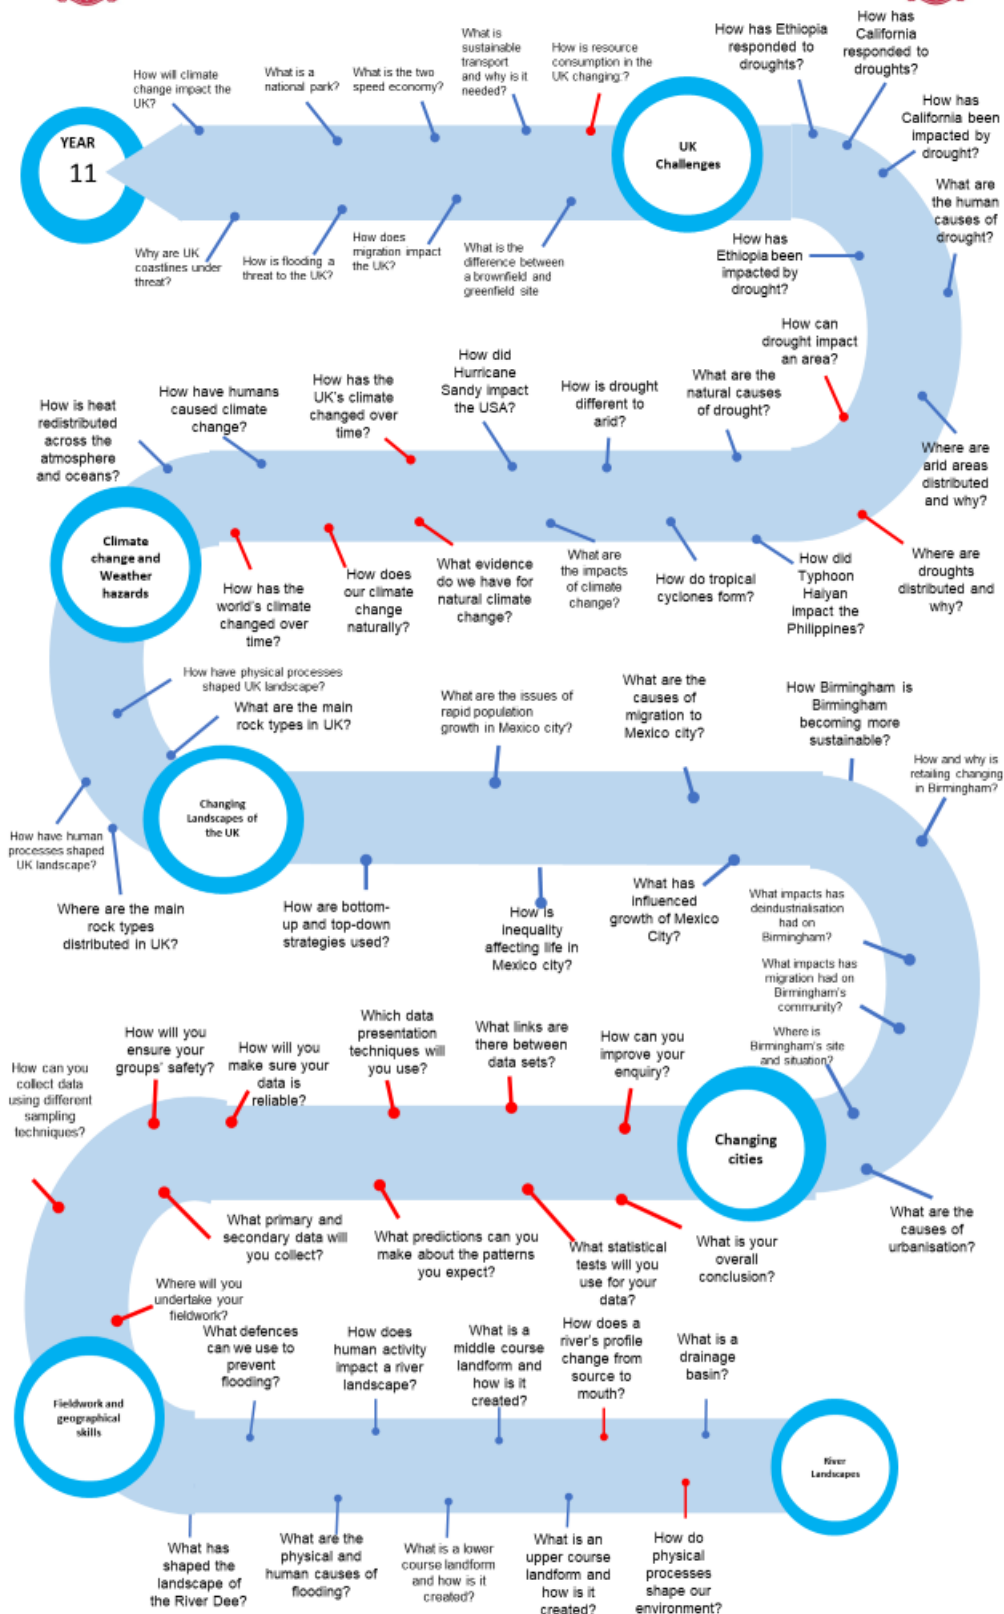 How has Ethiopia
responded to
droughts?
How has
California
responded to
droughts?
What is
sustainable
transport
and why is it
needed?
How is resource
consumption in the
UK changing.?
What is the two
speed economy?
What is a
national park?
How will climate
change impact the
UK?
YEAR
11
UK
Challenges
How has
California been
impacted by
drought?
What are
the human
causes of
drought?
Why are UK
coastlines under
threat?
How is flooding a
threat to the UK?
How does
migration impact
the UK?
What is the
difference between
a brownfield and
greenfield site
How has
Ethiopia been
impacted by
drought?
How can
drought impact
an area?
How is heat
redistributed
across the
atmosphere
and oceans?
How have humans
caused climate
change?
How has the
UK's climate
changed over
time?
How did
Hurricane
Sandy impact
the USA?
How is drought
different to
arid?
What are the
natural causes
of drought?
Where are
arid areas
distributed
and why?
Climate
change and
Weather
hazards
How has the
world's climate
changed over
time?
How does
our climate
change
naturally?
What evidence
do we have for
natural climate
change?
What are
the impacts
of climate
change?
How do tropical
cyclones form?
How did
Typhoon
Haiyan
impact the
Philippines?
Where are
droughts
distributed and
why?
How have physical processes
shaped UK landscape?
What are the main
rock types in UK?
What are the issues of
rapid population
growth in Mexico city?
What are the
causes of
migration to
Mexico city?
How Birmingham is
Birmingham
becoming more
sustainable?
How and why is
retailing changing
in Birmingham?
Changing
Landscapes of
the UK
How have human
processes shaped
UK landscape?
Where are the main
rock types
distributed in UK?
How are bottom-
up and top-down
strategies used?
How is
inequality
affecting life in
Mexico city?
What has
influenced
growth of Mexico
City?
What impacts has
deindustrialisation
had on
Birmingham?
What impacts has
migration had on
Birmingham's
community?
Where is
Birmingham's site
and situation?
How can you
collect data
using different
sampling
techniques?
How will you
ensure your
groups' safety?
How will you
make sure your
data is
reliable?
Which data
presentation
techniques will
you use?
What links are
there between
data sets?
How can you
improve your
enquiry?
Changing
cities
What are the
causes of
urbanisation?
What primary and
secondary data will
you collect?
What predictions can you
make about the patterns
you expect?
What statistical
tests will you
use for your
data?
What is your
overall
conclusion?
Where will you
undertake your
fieldwork?
What defences
can we use to
prevent
flooding?
How does
human activity
impact a river
landscape?
What is a
middle course
landform and
how is it
created?
How does a
river's profile
change from
source to
mouth?
What is a
drainage
basin?
Fieldwork and
geographical
skills
River
Landscapes
What has
shaped the
landscape of
the River Dee?
What are the
physical and
human causes of
flooding?
What is a lower
course landform
and how is it
created?
What is an
upper course
landform and
how is it
created?
How do
physical
processes
shape our
environment?